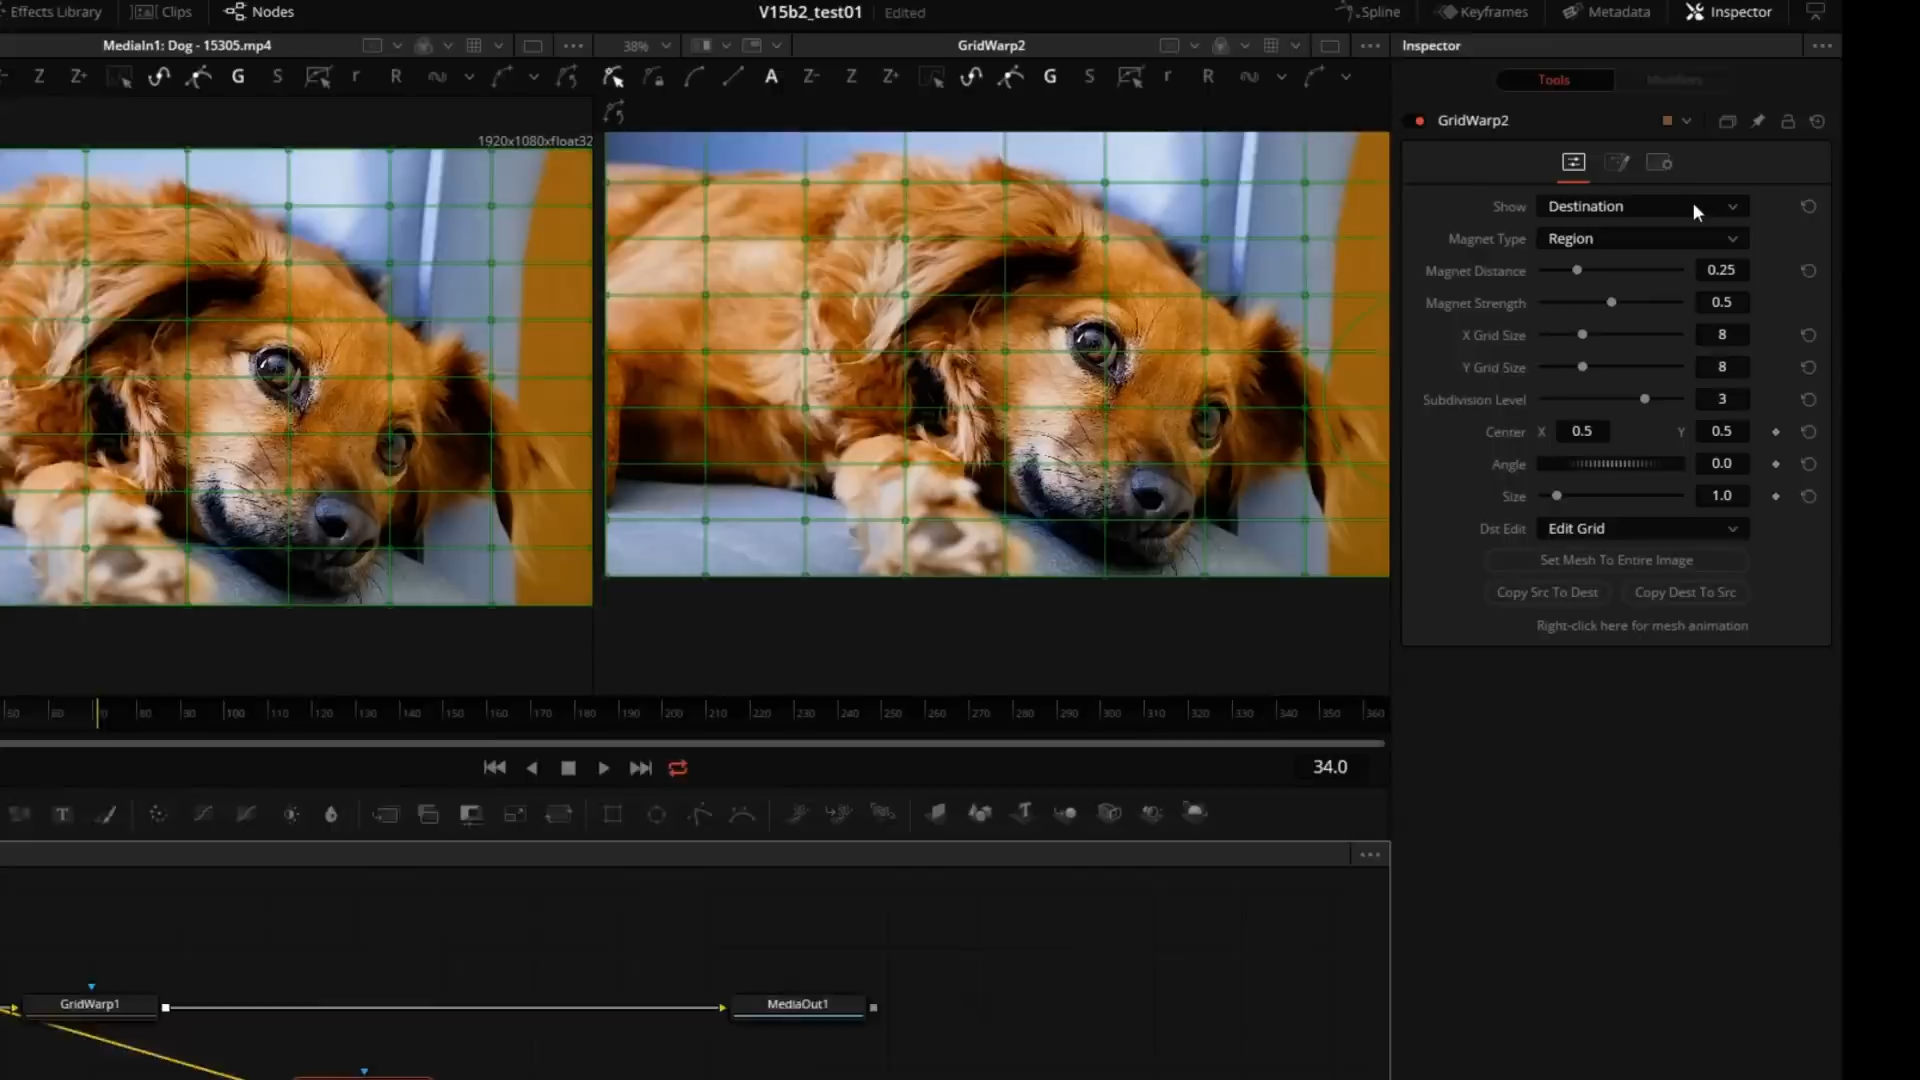 Effects Library Clips Nodes V15b2_test01 Edited Spline Keyframes Metadata Inspector
MediaIn1: Dog - 15305.mp4 38% GridWarp2 Inspector
Z Z+ G S r R A Z- Z Z+ G S r R
Tools Modifiers
GridWarp2
1920x1080xfloat32
Show Destination
Magnet Type Region
Magnet Distance 0.25
Magnet Strength 0.5
X Grid Size 8
Y Grid Size 8
Subdivision Level 3
Center X 0.5 Y 0.5
Angle 0.0
Size 1.0
Dst Edit Edit Grid
Set Mesh To Entire Image
Copy Src To Dest Copy Dest To Src
Right-click here for mesh animation
50 60 80 90 100 110 120 130 140 150 160 170 180 190 200 210 220 230 240 250 260 270 280 290 300 310 320 330 340 350 360
34.0
T
GridWarp1 MediaOut1